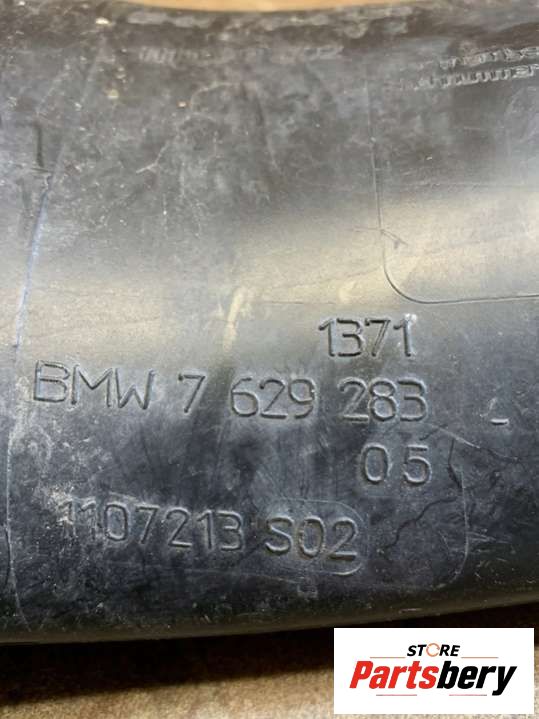 1371
BMW 7 629 283
05
1107213 S02
STORE
Partsbery